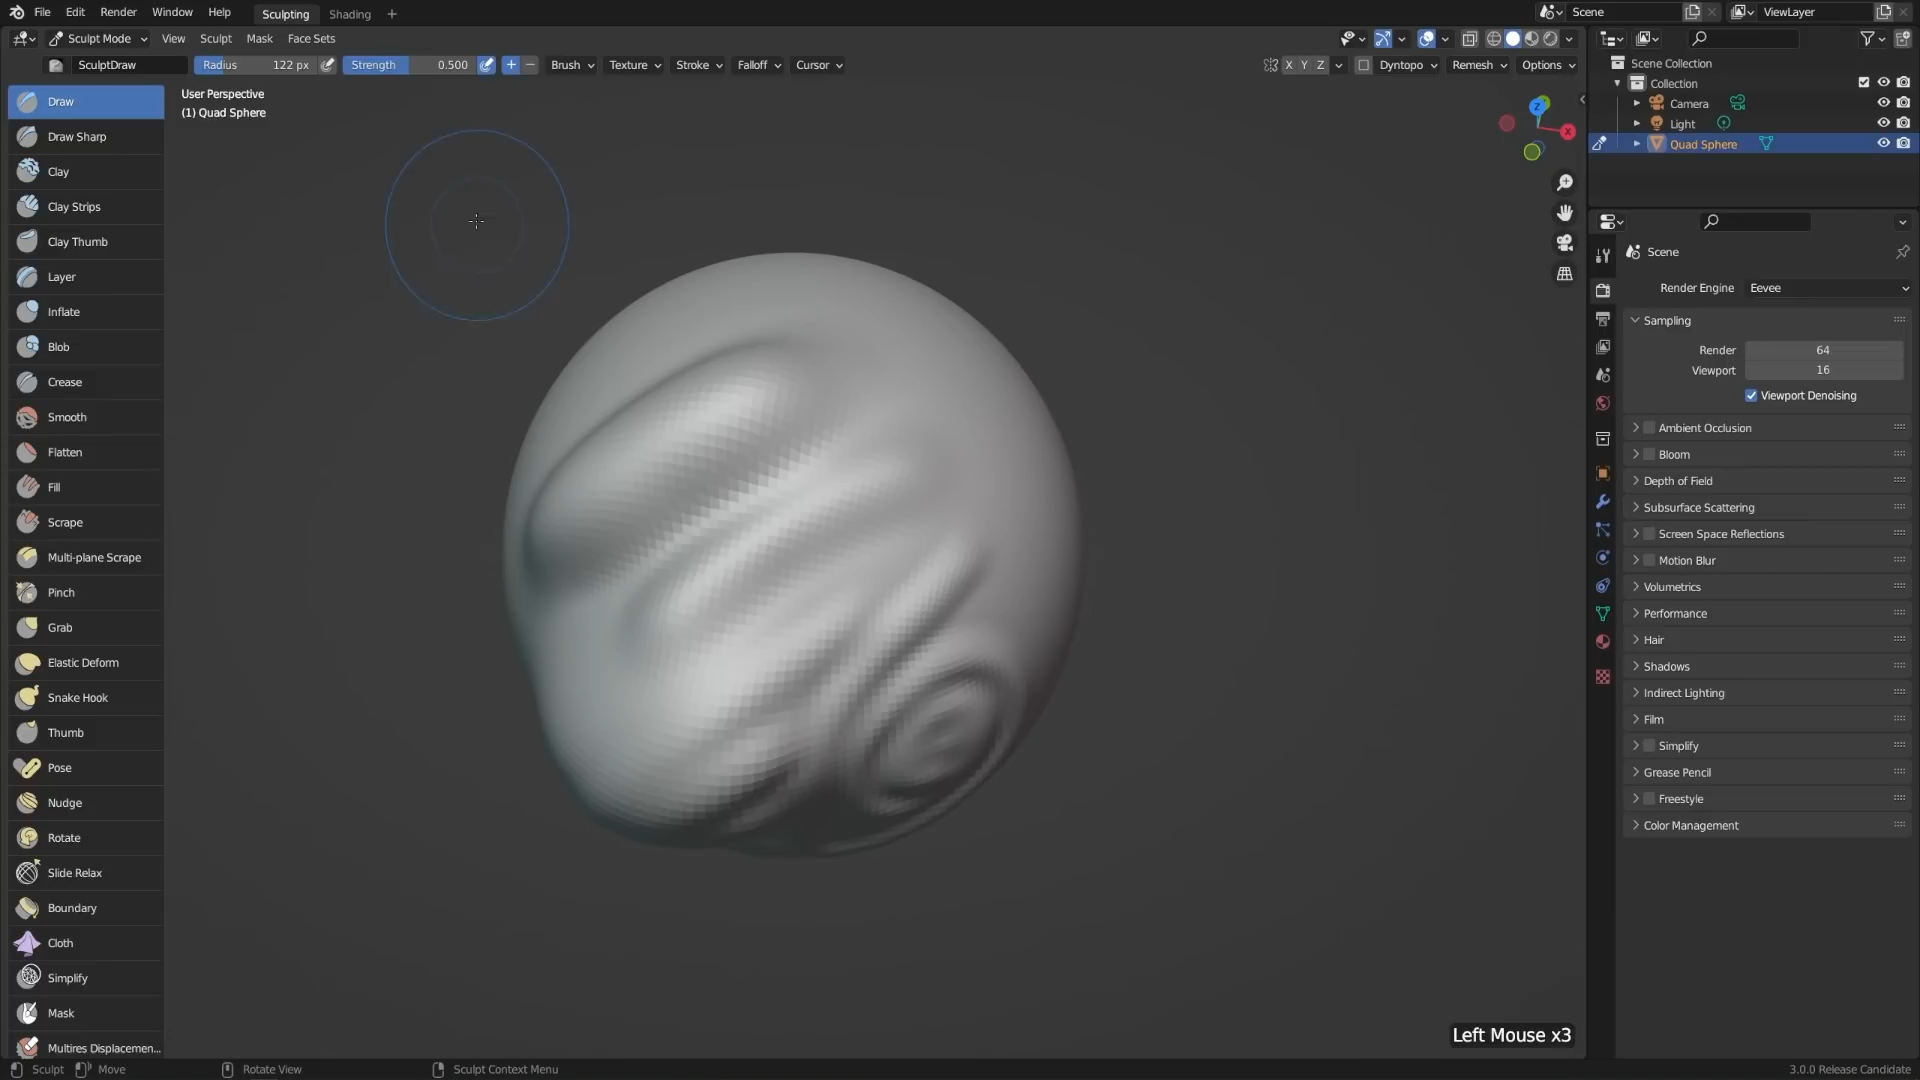 File Edit Render Window Help Sculpting Shading + Scene ViewLayer
Sculpt Mode View Sculpt Mask Face Sets
SculptDraw Radius 122 px Strength 0.500 + − Brush Texture Stroke Falloff Cursor X Y Z Dyntopo Remesh Options
User Perspective
(1) Quad Sphere
Draw
Draw Sharp
Clay
Clay Strips
Clay Thumb
Layer
Inflate
Blob
Crease
Smooth
Flatten
Fill
Scrape
Multi-plane Scrape
Pinch
Grab
Elastic Deform
Snake Hook
Thumb
Pose
Nudge
Rotate
Slide Relax
Boundary
Cloth
Simplify
Mask
Multires Displacemen...
Z
X
Scene Collection
Collection
Camera
Light
Quad Sphere
Scene
Render Engine Eevee
Sampling
Render 64
Viewport 16
Viewport Denoising
Ambient Occlusion
Bloom
Depth of Field
Subsurface Scattering
Screen Space Reflections
Motion Blur
Volumetrics
Performance
Hair
Shadows
Indirect Lighting
Film
Simplify
Grease Pencil
Freestyle
Color Management
Left Mouse x3
Sculpt Move Rotate View Sculpt Context Menu 3.0.0 Release Candidate